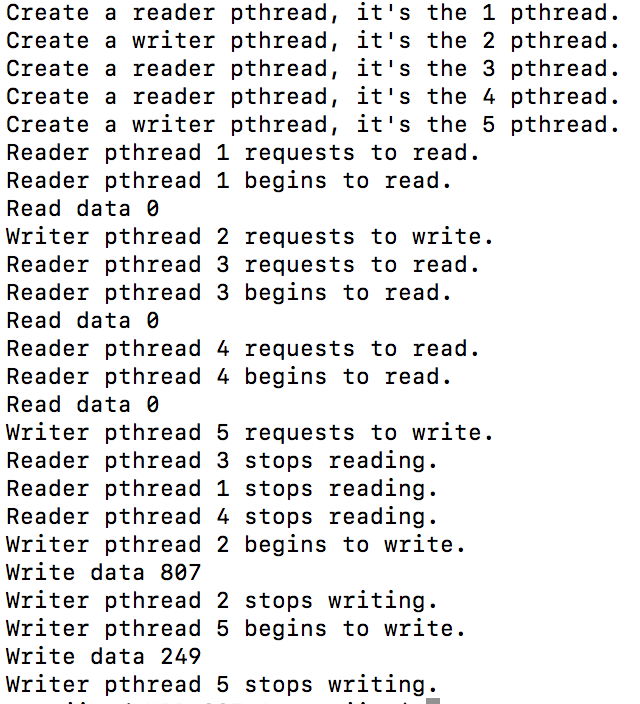 Create a reader pthread, it's the 1 pthread.
Create a writer pthread, it's the 2 pthread.
Create a reader pthread, it's the 3 pthread.
Create a reader pthread, it's the 4 pthread.
Create a writer pthread, it's the 5 pthread.
Reader pthread 1 requests to read.
Reader pthread 1 begins to read.
Read data 0
Writer pthread 2 requests to write.
Reader pthread 3 requests to read.
Reader pthread 3 begins to read.
Read data 0
Reader pthread 4 requests to read.
Reader pthread 4 begins to read.
Read data 0
Writer pthread 5 requests to write.
Reader pthread 3 stops reading.
Reader pthread 1 stops reading.
Reader pthread 4 stops reading.
Writer pthread 2 begins to write.
Write data 807
Writer pthread 2 stops writing.
Writer pthread 5 begins to write.
Write data 249
Writer pthread 5 stops writing.